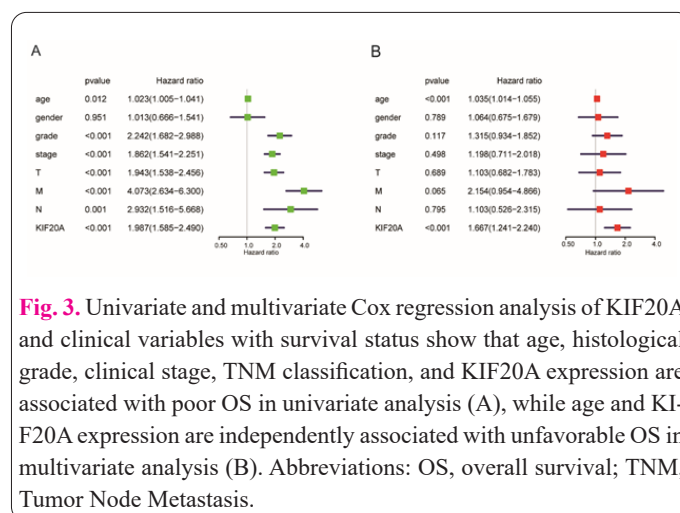 A
pvalue Hazard ratio
age 0.012 1.023(1.005−1.041)
gender 0.951 1.013(0.666−1.541)
grade <0.001 2.242(1.682−2.988)
stage <0.001 1.862(1.541−2.251)
T <0.001 1.943(1.538−2.456)
M <0.001 4.073(2.634−6.300)
N 0.001 2.932(1.516−5.668)
KIF20A <0.001 1.987(1.585−2.490)
0.50 1.0 2.0 4.0
Hazard ratio
B
pvalue Hazard ratio
age <0.001 1.035(1.014−1.055)
gender 0.789 1.064(0.675−1.679)
grade 0.117 1.315(0.934−1.852)
stage 0.498 1.198(0.711−2.018)
T 0.689 1.103(0.682−1.783)
M 0.065 2.154(0.954−4.866)
N 0.795 1.103(0.526−2.315)
KIF20A <0.001 1.667(1.241−2.240)
0.50 1.0 2.0 4.0
Hazard ratio
Fig. 3. Univariate and multivariate Cox regression analysis of KIF20A
and clinical variables with survival status show that age, histological
grade, clinical stage, TNM classification, and KIF20A expression are
associated with poor OS in univariate analysis (A), while age and KI-
F20A expression are independently associated with unfavorable OS in
multivariate analysis (B). Abbreviations: OS, overall survival; TNM,
Tumor Node Metastasis.